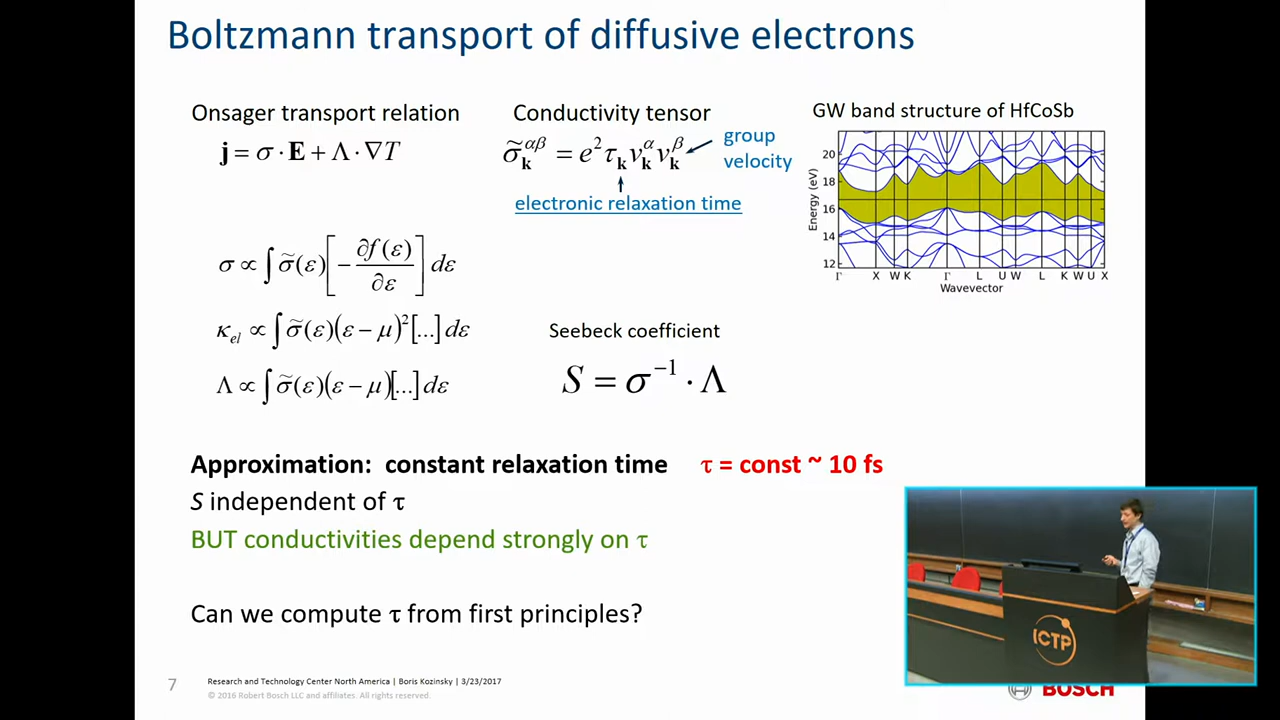 Boltzmann transport of diffusive electrons
Onsager transport relation
j = σ · E + Λ · ∇T
Conductivity tensor
σ̃ₖ^{αβ} = e² τₖ vₖ^α vₖ^β
group
velocity
electronic relaxation time
GW band structure of HfCoSb
Energy (eV)
20
18
16
14
12
Γ X W K Γ L U W L K W U X
Wavevector
σ ∝ ∫ σ̃(ε) [ − ∂f(ε) / ∂ε ] dε
κ_el ∝ ∫ σ̃(ε)(ε − μ)² [...] dε
Λ ∝ ∫ σ̃(ε)(ε − μ)[...] dε
Seebeck coefficient
S = σ⁻¹ · Λ
Approximation: constant relaxation time τ = const ~ 10 fs
S independent of τ
BUT conductivities depend strongly on τ
Can we compute τ from first principles?
ICTP
7
Research and Technology Center North America | Boris Kozinsky | 3/23/2017
© 2016 Robert Bosch LLC and affiliates. All rights reserved.
BOSCH